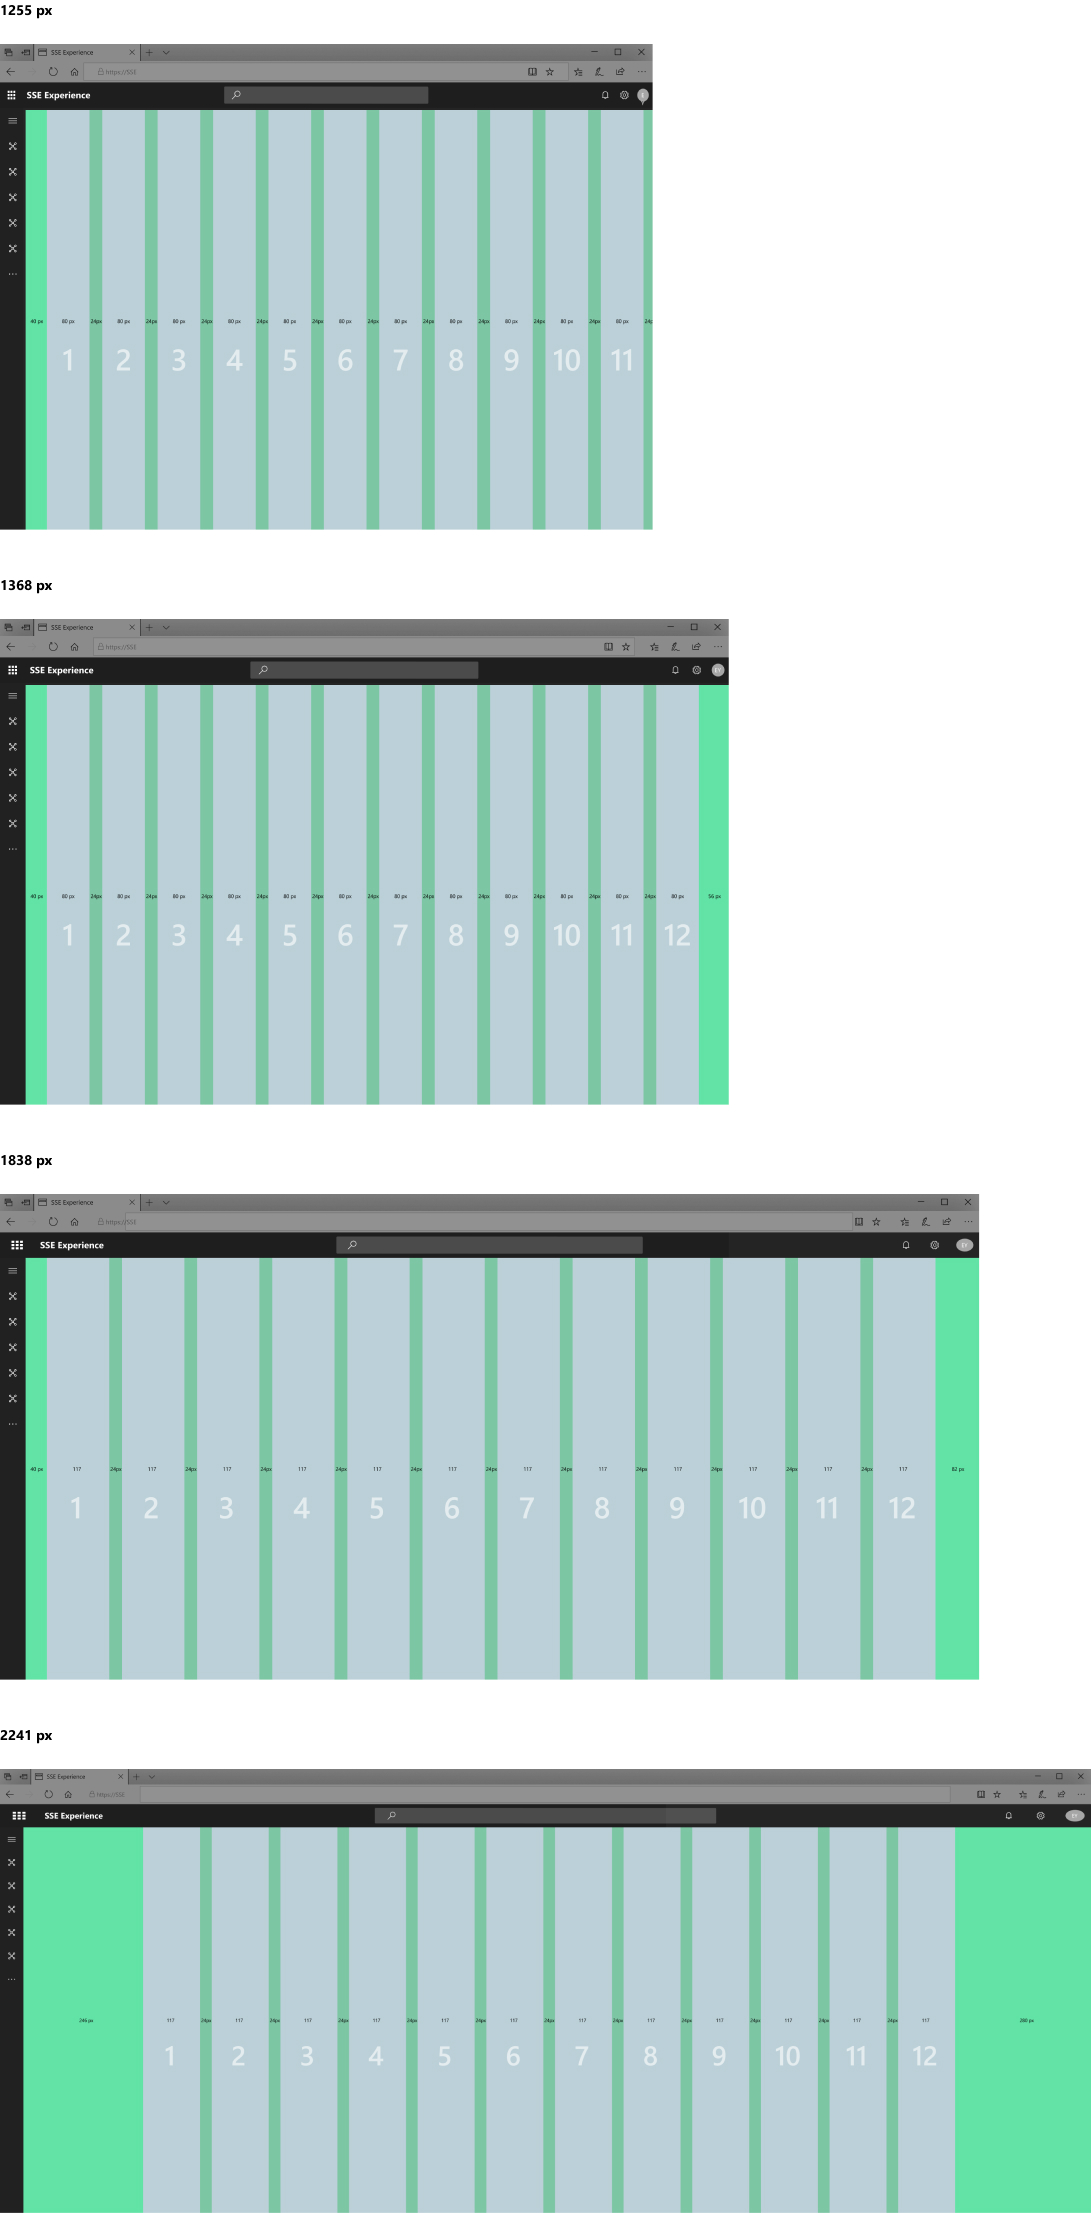 1255 px
SSE Experience
https://SSE
SSE Experience
40 px 80 px 24px 80 px 24px 80 px 24px 80 px 24px 80 px 24px 80 px 24px 80 px 24px 80 px 24px 80 px 24px 80 px 24px 80 px
1 2 3 4 5 6 7 8 9 10 11
1368 px
SSE Experience
https://SSE
SSE Experience
EY
40 px 80 px 24px 80 px 24px 80 px 24px 80 px 24px 80 px 24px 80 px 24px 80 px 24px 80 px 24px 80 px 24px 80 px 24px 80 px 24px 80 px 56 px
1 2 3 4 5 6 7 8 9 10 11 12
1838 px
SSE Experience
https://SSE
SSE Experience
EY
40 px 117 24px 117 24px 117 24px 117 24px 117 24px 117 24px 117 24px 117 24px 117 24px 117 24px 117 24px 117 82 px
1 2 3 4 5 6 7 8 9 10 11 12
2241 px
SSE Experience
https://SSE
SSE Experience
EY
246 px 117 24px 117 24px 117 24px 117 24px 117 24px 117 24px 117 24px 117 24px 117 24px 117 24px 117 24px 117 280 px
1 2 3 4 5 6 7 8 9 10 11 12